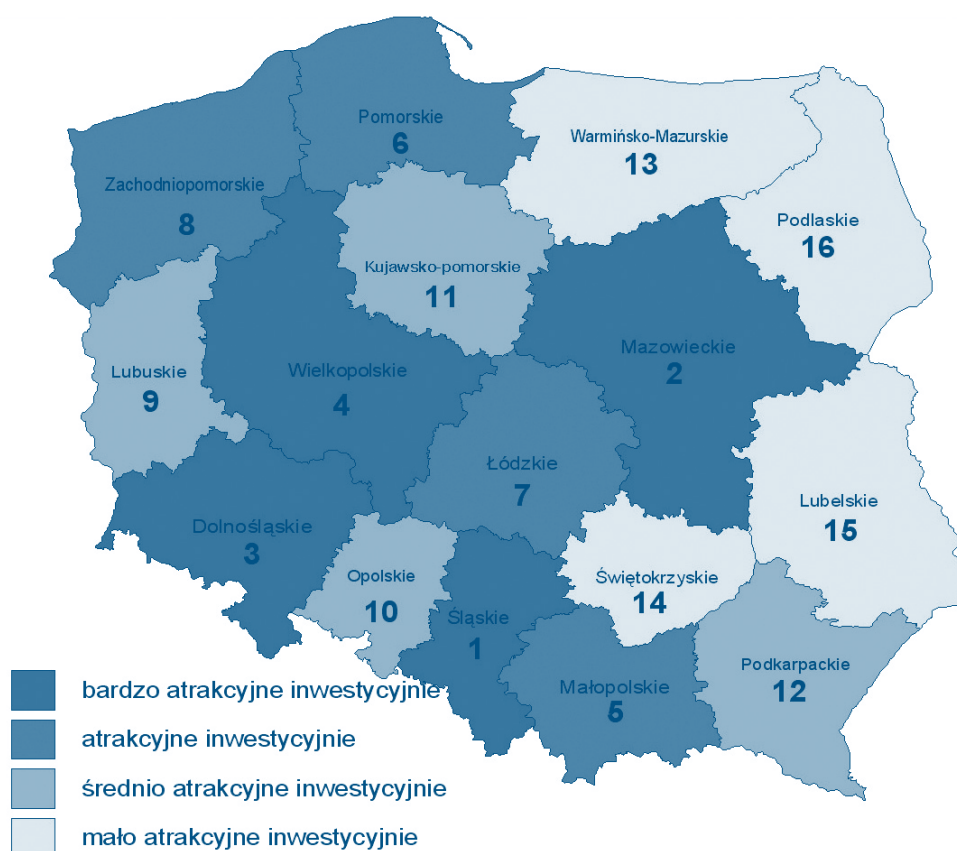 Pomorskie
6
Warmińsko-Mazurskie
13
Zachodniopomorskie
8
Podlaskie
16
Kujawsko-pomorskie
11
Mazowieckie
2
Lubuskie
9
Wielkopolskie
4
Łódzkie
7
Lubelskie
15
Dolnośląskie
3
Opolskie
10
Świętokrzyskie
14
Śląskie
1
Podkarpackie
12
Małopolskie
5
bardzo atrakcyjne inwestycyjnie
atrakcyjne inwestycyjnie
średnio atrakcyjne inwestycyjnie
mało atrakcyjne inwestycyjnie